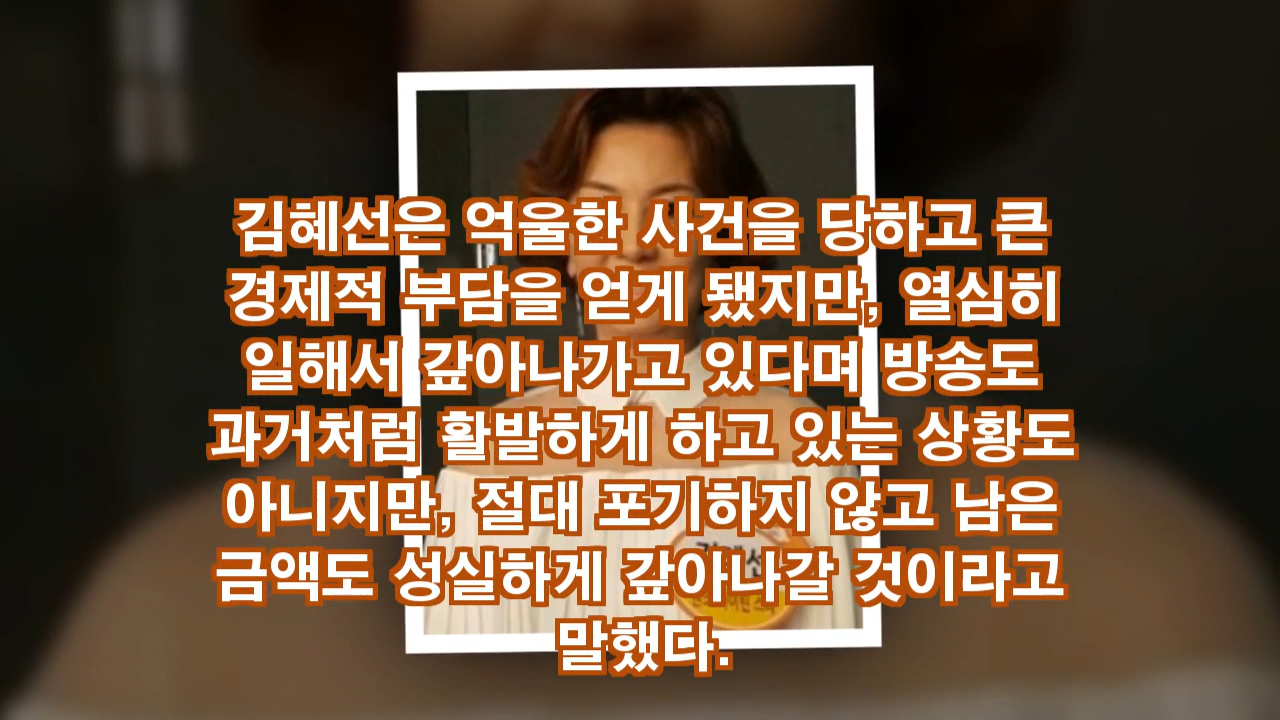 김혜선은 억울한 사건을 당하고 큰
경제적 부담을 얻게 됐지만, 열심히
일해서 갚아나가고 있다며 방송도
과거처럼 활발하게 하고 있는 상황도
아니지만, 절대 포기하지 않고 남은
금액도 성실하게 갚아나갈 것이라고
말했다.